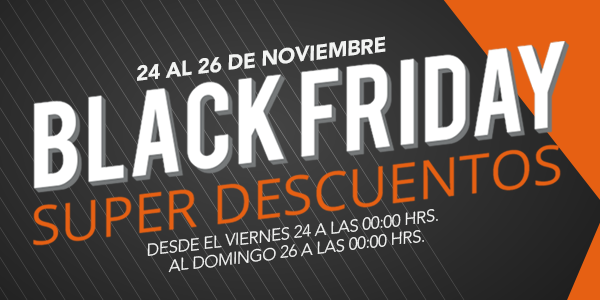 24 AL 26 DE NOVIEMBRE
BLACK FRIDAY
SUPER DESCUENTOS
DESDE EL VIERNES 24 A LAS 00:00 HRS.
AL DOMINGO 26 A LAS 00:00 HRS.